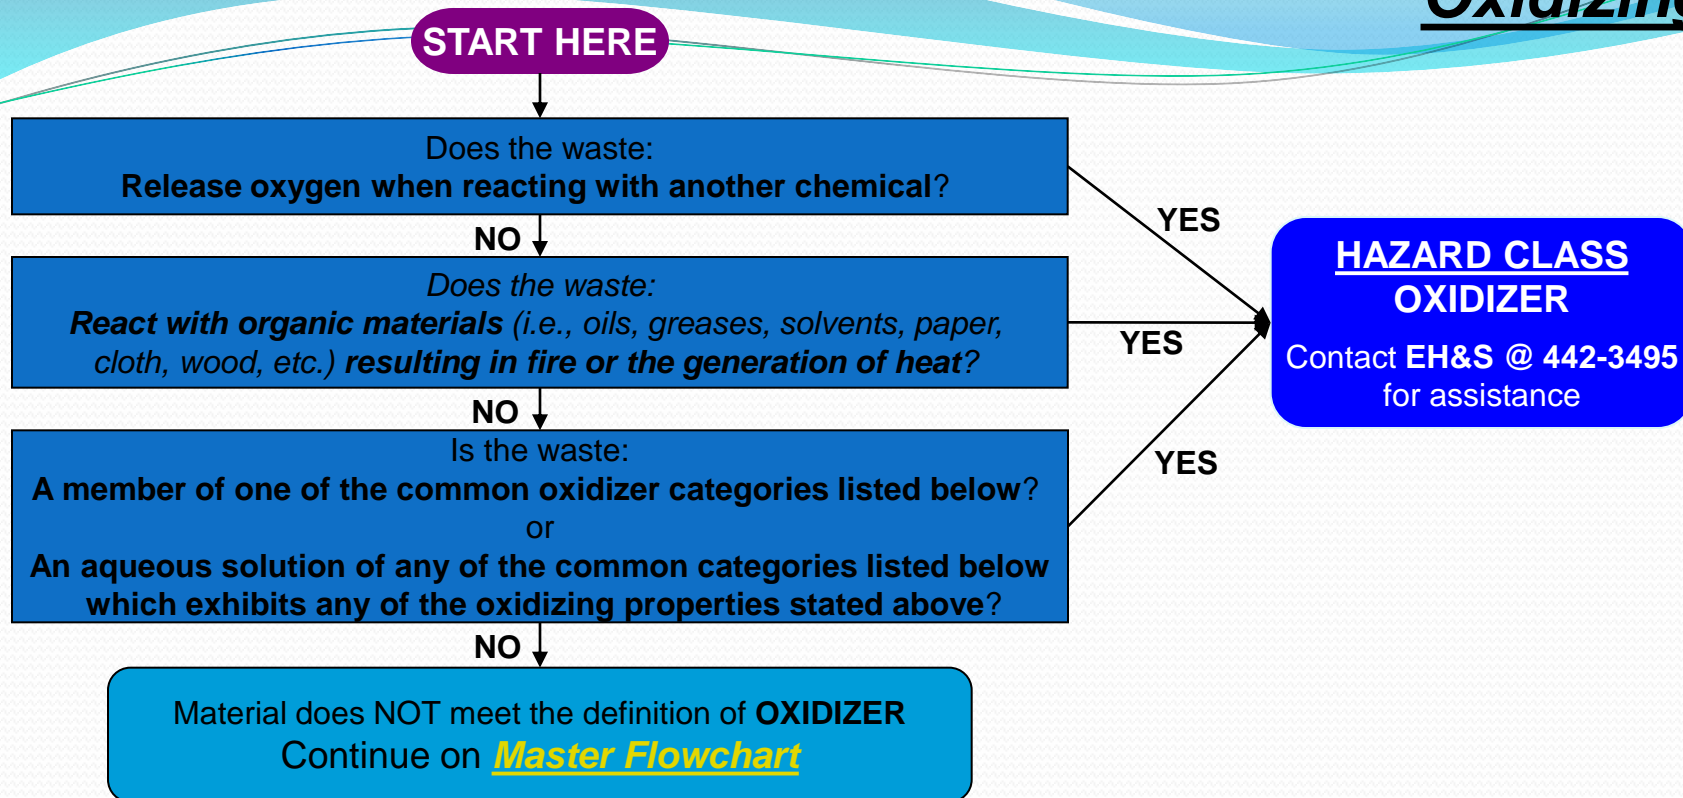 Oxidizing
START HERE
Does the waste:
Release oxygen when reacting with another chemical?
YES
NO
HAZARD CLASS
OXIDIZER
Contact EH&S @ 442-3495
for assistance
Does the waste:
React with organic materials (i.e., oils, greases, solvents, paper,
cloth, wood, etc.) resulting in fire or the generation of heat?
YES
NO
Is the waste:
A member of one of the common oxidizer categories listed below?
or
An aqueous solution of any of the common categories listed below
which exhibits any of the oxidizing properties stated above?
YES
NO
Material does NOT meet the definition of OXIDIZER
Continue on Master Flowchart